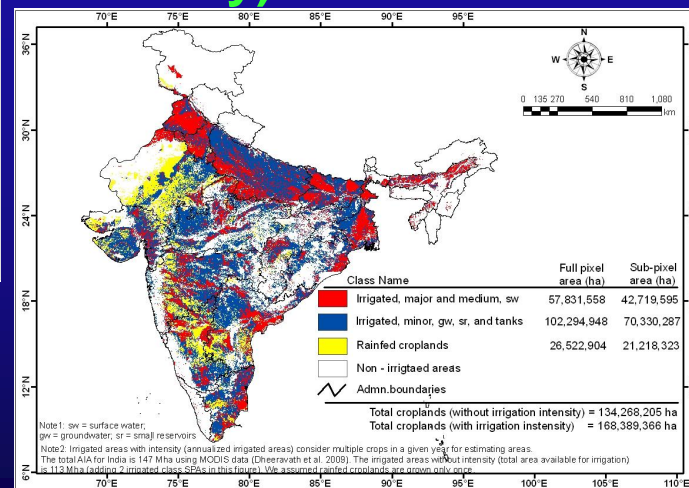 70°E 75°E 80°E 85°E 90°E 95°E
36°N
30°N
24°N
18°N
12°N
6°N
N
W E
S
0 135 270 540 810 1,080
km
Class Name Full pixel area (ha) Sub-pixel area (ha)
Irrigated, major and medium, sw 57,831,558 42,719,595
Irrigated, minor, gw, sr, and tanks 102,294,948 70,330,287
Rainfed croplands 26,522,904 21,218,323
Non - irrigtaed areas
Admn.boundaries
Total croplands (without irrigation intensity) = 134,268,205 ha
Total croplands (with irrigation instensity) = 168,389,366 ha
Note1: sw = surface water;
gw = groundwater; sr = small reservoirs
Note2: Irrigated areas with intensity (annualized irrigated areas) consider multiple crops in a given year for estimating areas.
The total AIA for India is 147 Mha using MODIS data (Dheeravath et al. 2009). The irrigated areas without intensity (total area available for irrigation)
is 113 Mha (adding 2 irrigated class SPAs in this figure). We assumed rainfed croplands are grown only once.
70°E 75°E 80°E 85°E 90°E 95°E 100°E 105°E 110°E